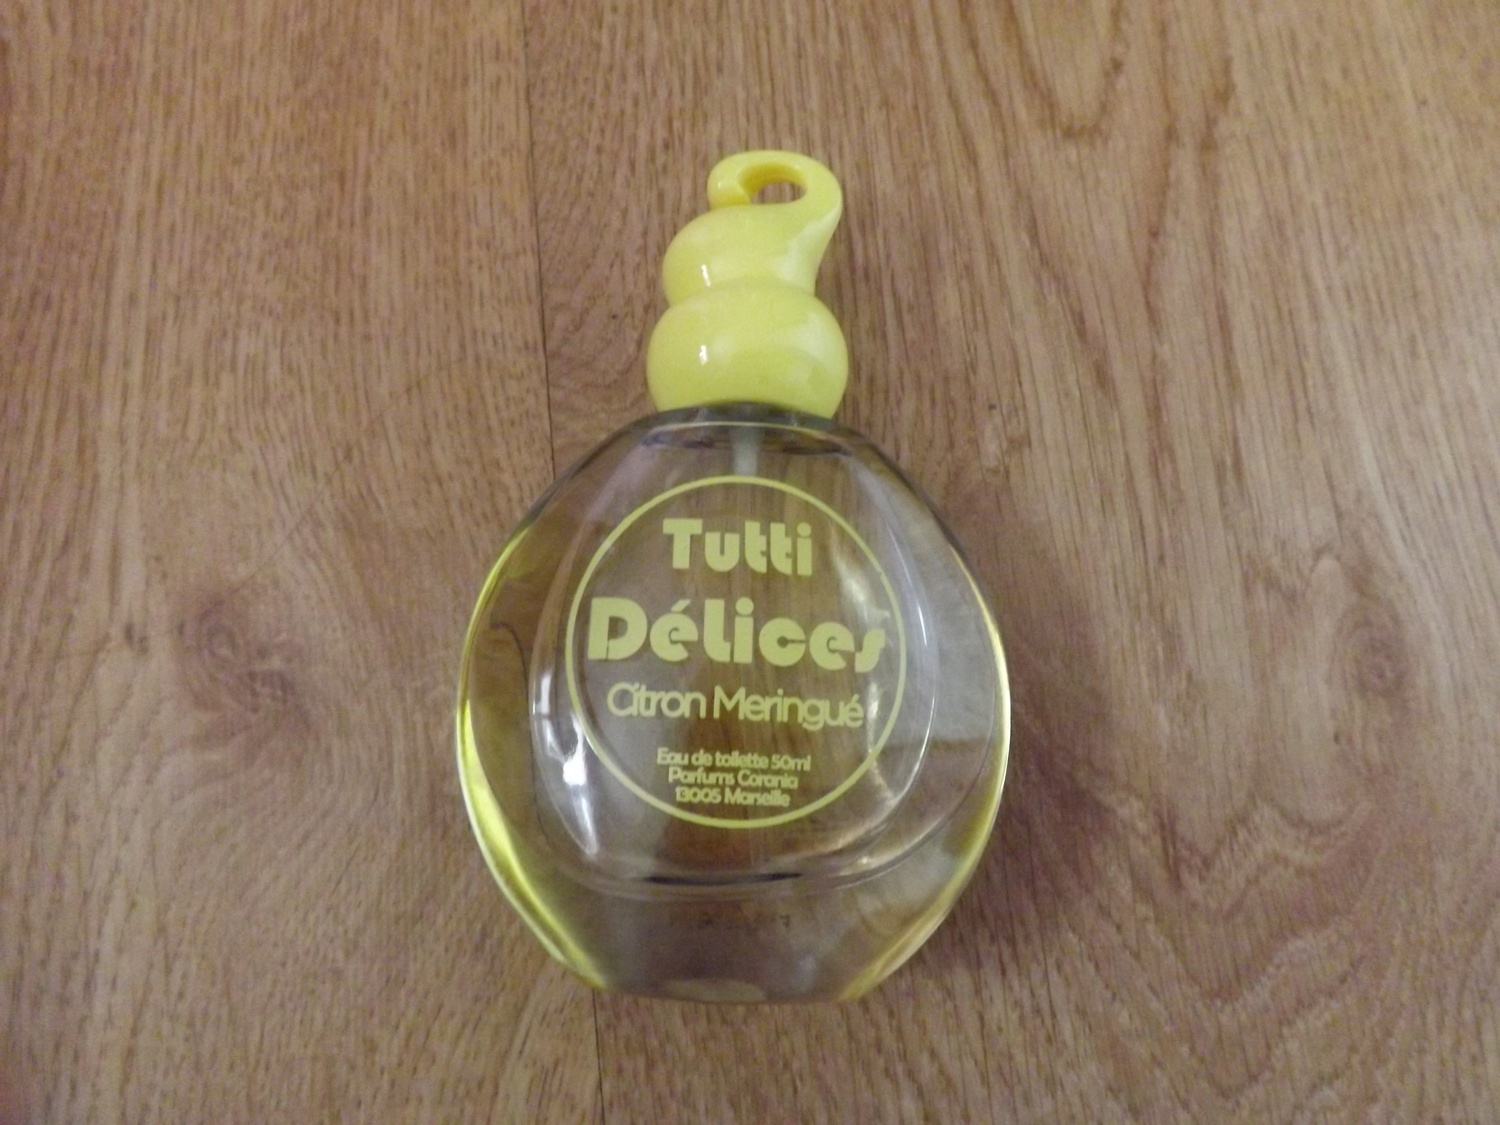 Tutti
Délices
Citron Meringué
Eau de toilette 50ml
Parfums Corania
13005 Marseille